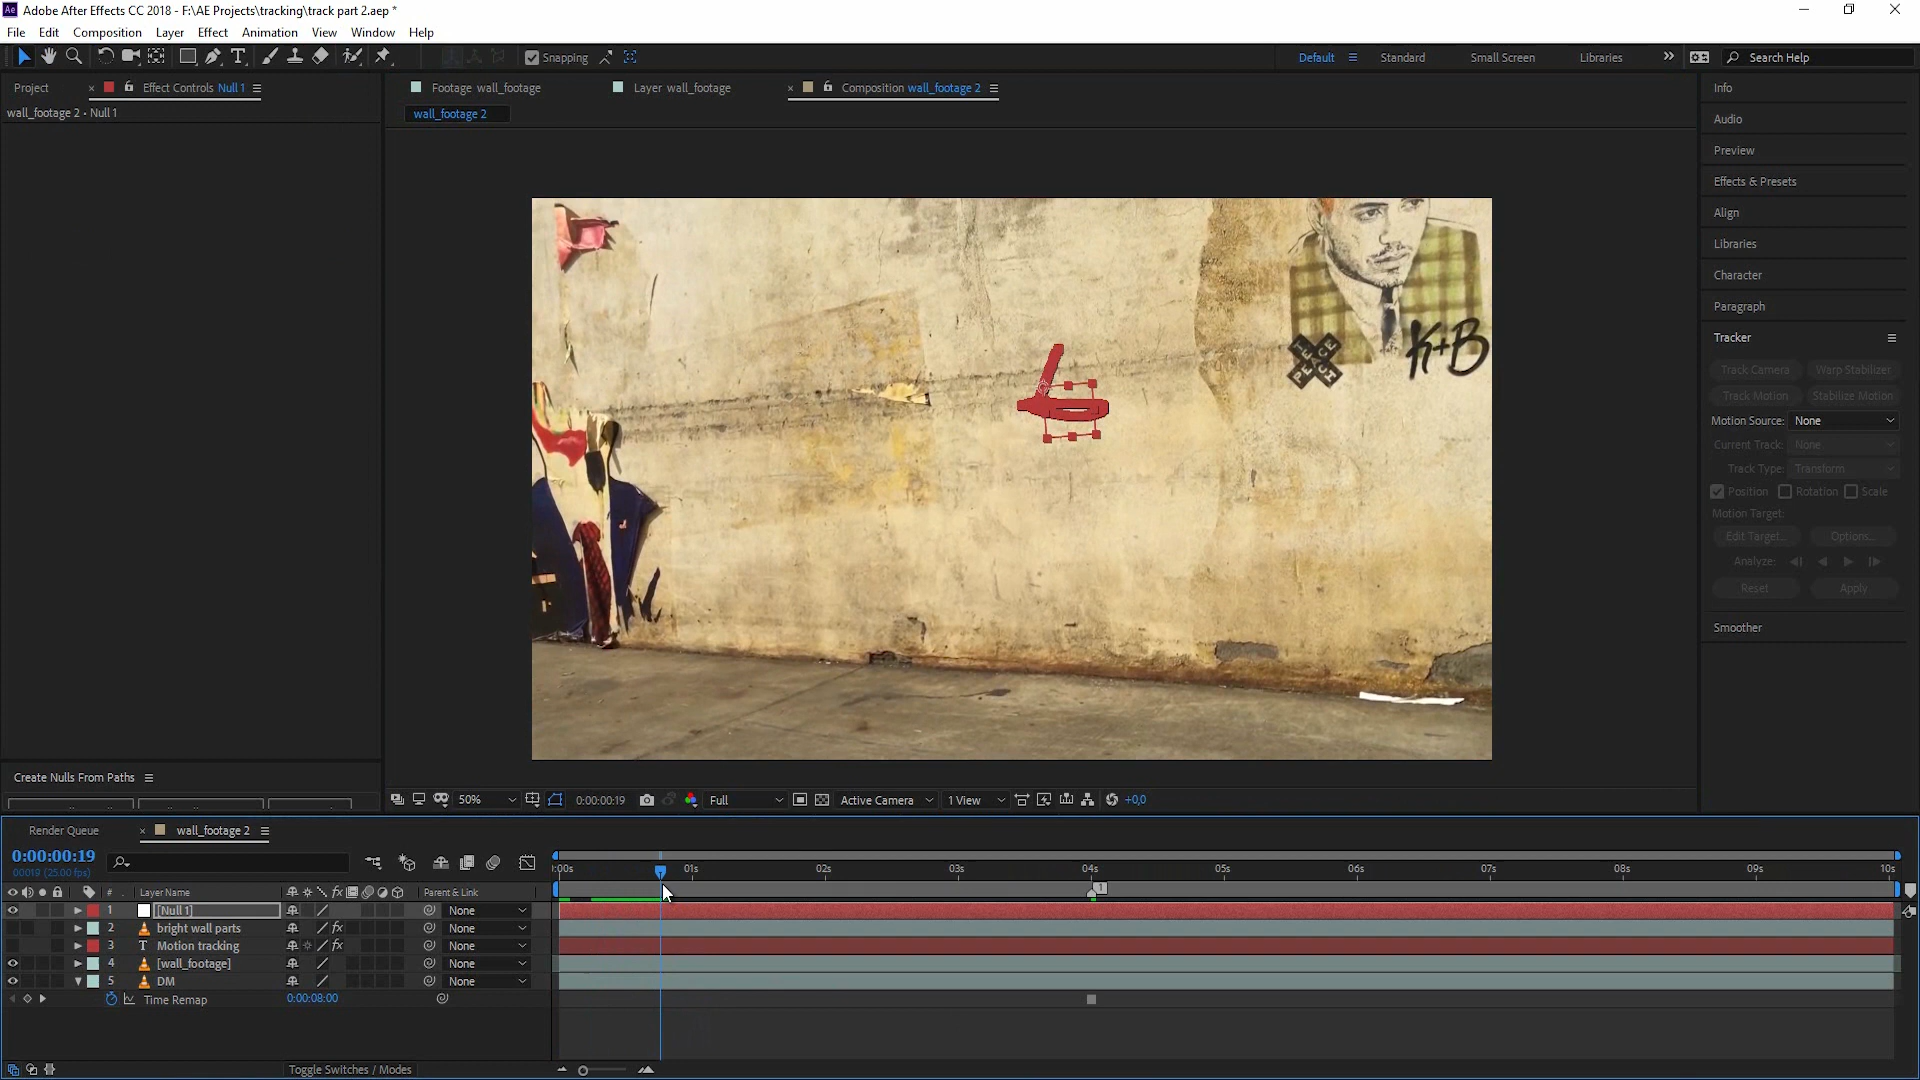 Ae Adobe After Effects CC 2018 - F:\AE Projects\tracking\track part 2.aep *
File Edit Composition Layer Effect Animation View Window Help
Snapping
Default Standard Small Screen Libraries Search Help
Project Effect Controls Null 1
Footage wall_footage Layer wall_footage Composition wall_footage 2
wall_footage 2 • Null 1
wall_footage 2
Info
Audio
Preview
Effects & Presets
Align
Libraries
Character
Paragraph
Tracker
Track Camera Warp Stabilizer
Track Motion Stabilize Motion
Motion Source: None
Current Track: None
Track Type: Transform
Position Rotation Scale
Motion Target:
Edit Target... Options...
Analyze:
Reset Apply
Smoother
TEACH
PEACE
K+B
Create Nulls From Paths
50% 0:00:00:19 Full Active Camera 1 View +0,0
Render Queue wall_footage 2
0:00:00:19
00019 (25.00 fps)
:00s 01s 02s 03s 04s 05s 06s 07s 08s 09s 10s
# Layer Name fx Parent & Link
1
1 [Null 1] None
2 bright wall parts fx None
3 T Motion tracking fx None
4 [wall_footage] None
5 DM None
Time Remap 0:00:08:00
Toggle Switches / Modes